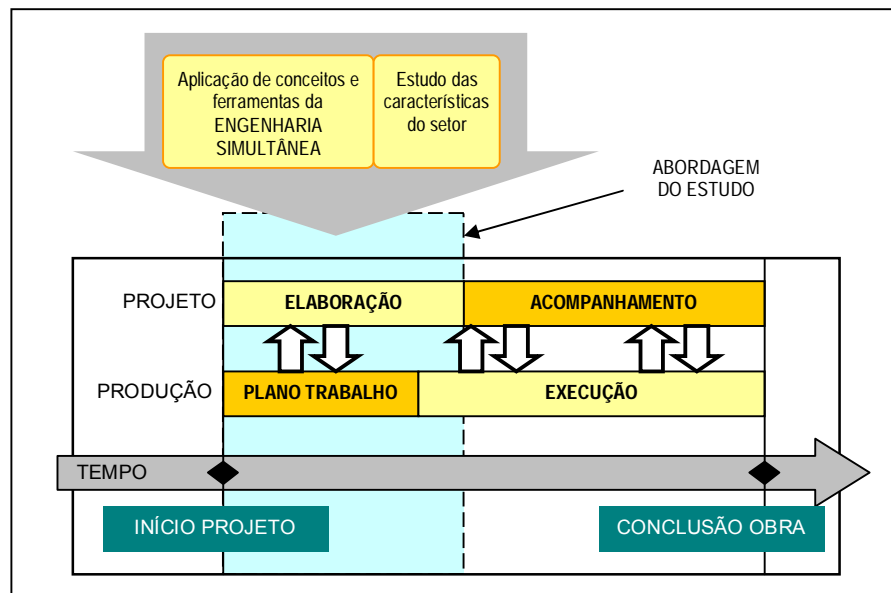 Aplicação de conceitos e
ferramentas da
ENGENHARIA
SIMULTÂNEA
Estudo das
características
do setor
ABORDAGEM
DO ESTUDO
PROJETO
ELABORAÇÃO
ACOMPANHAMENTO
PRODUÇÃO
PLANO TRABALHO
EXECUÇÃO
TEMPO
INÍCIO PROJETO
CONCLUSÃO OBRA